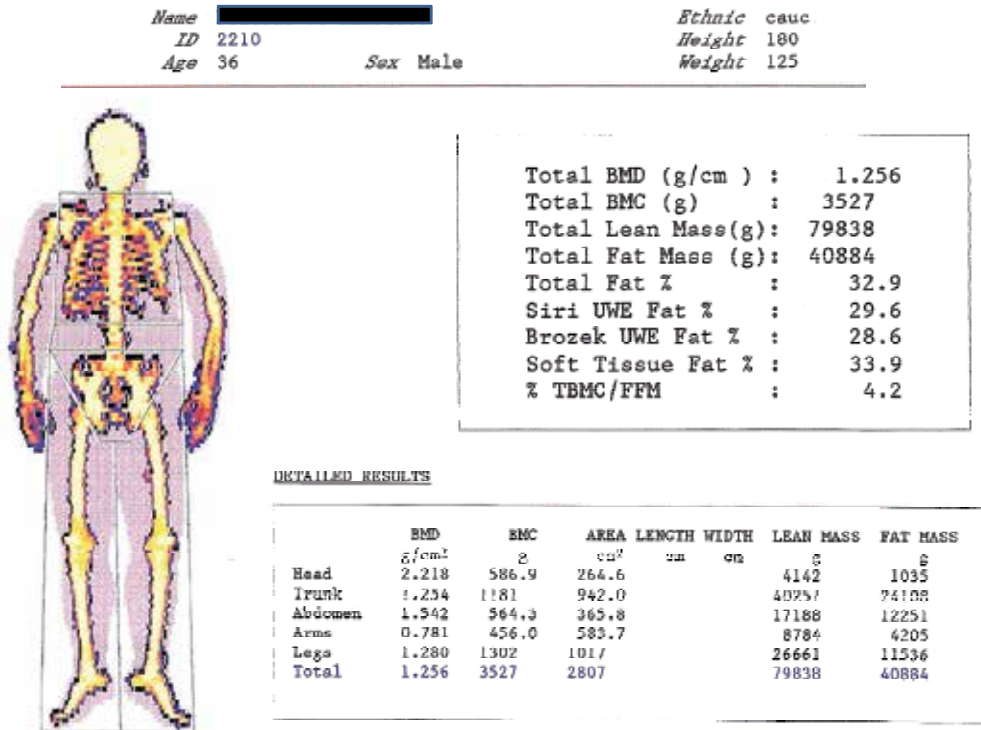 Name Ethnic cauc
ID 2210 Height 180
Age 36 Sex Male Weight 125
Total BMD (g/cm ) : 1.256
Total BMC (g) : 3527
Total Lean Mass(g): 79838
Total Fat Mass (g): 40884
Total Fat % : 32.9
Siri UWE Fat % : 29.6
Brozek UWE Fat % : 28.6
Soft Tissue Fat % : 33.9
% TBMC/FFM : 4.2
DETAILED RESULTS
BMD BMC AREA LENGTH WIDTH LEAN MASS FAT MASS
g/cm² g cm² cm cm g g
Head 2.218 586.9 264.6 4142 1035
Trunk 1.254 1181 942.0 40257 24108
Abdomen 1.542 564.3 365.8 17188 12251
Arms 0.781 456.0 583.7 8784 4205
Legs 1.280 1302 1017 26661 11536
Total 1.256 3527 2807 79838 40884